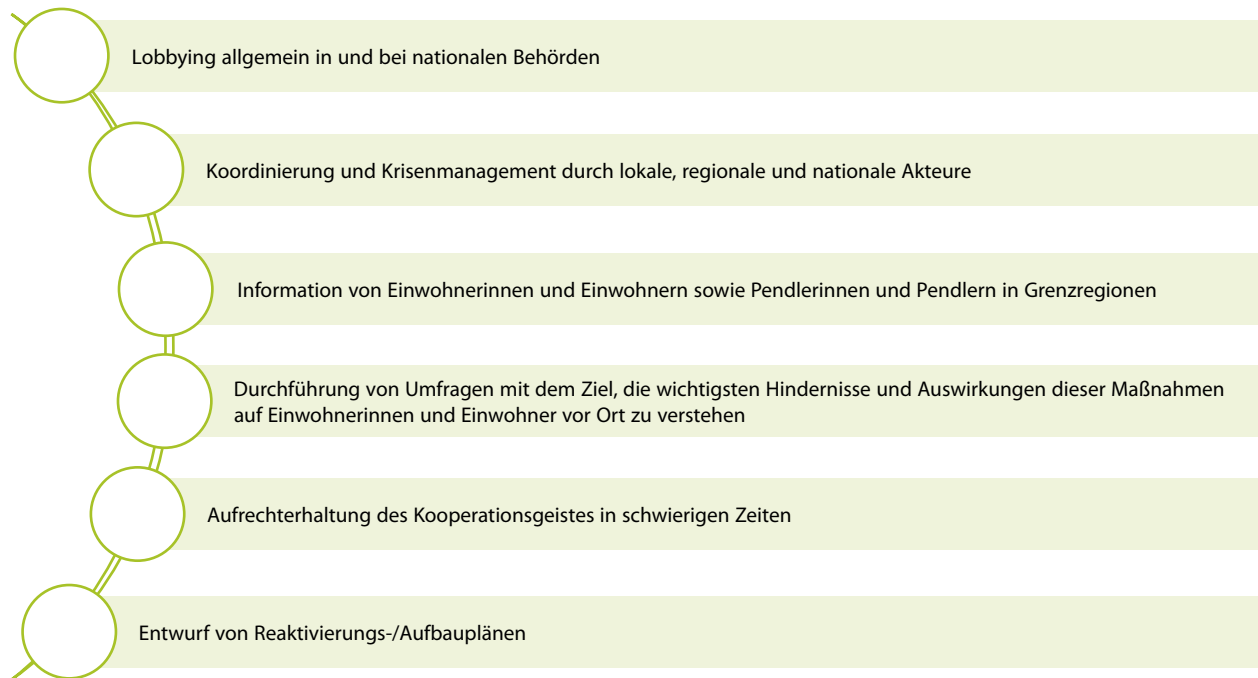 Lobbying allgemein in und bei nationalen Behörden
Koordinierung und Krisenmanagement durch lokale, regionale und nationale Akteure
Information von Einwohnerinnen und Einwohnern sowie Pendlerinnen und Pendlern in Grenzregionen
Durchführung von Umfragen mit dem Ziel, die wichtigsten Hindernisse und Auswirkungen dieser Maßnahmen
auf Einwohnerinnen und Einwohner vor Ort zu verstehen
Aufrechterhaltung des Kooperationsgeistes in schwierigen Zeiten
Entwurf von Reaktivierungs-/Aufbauplänen